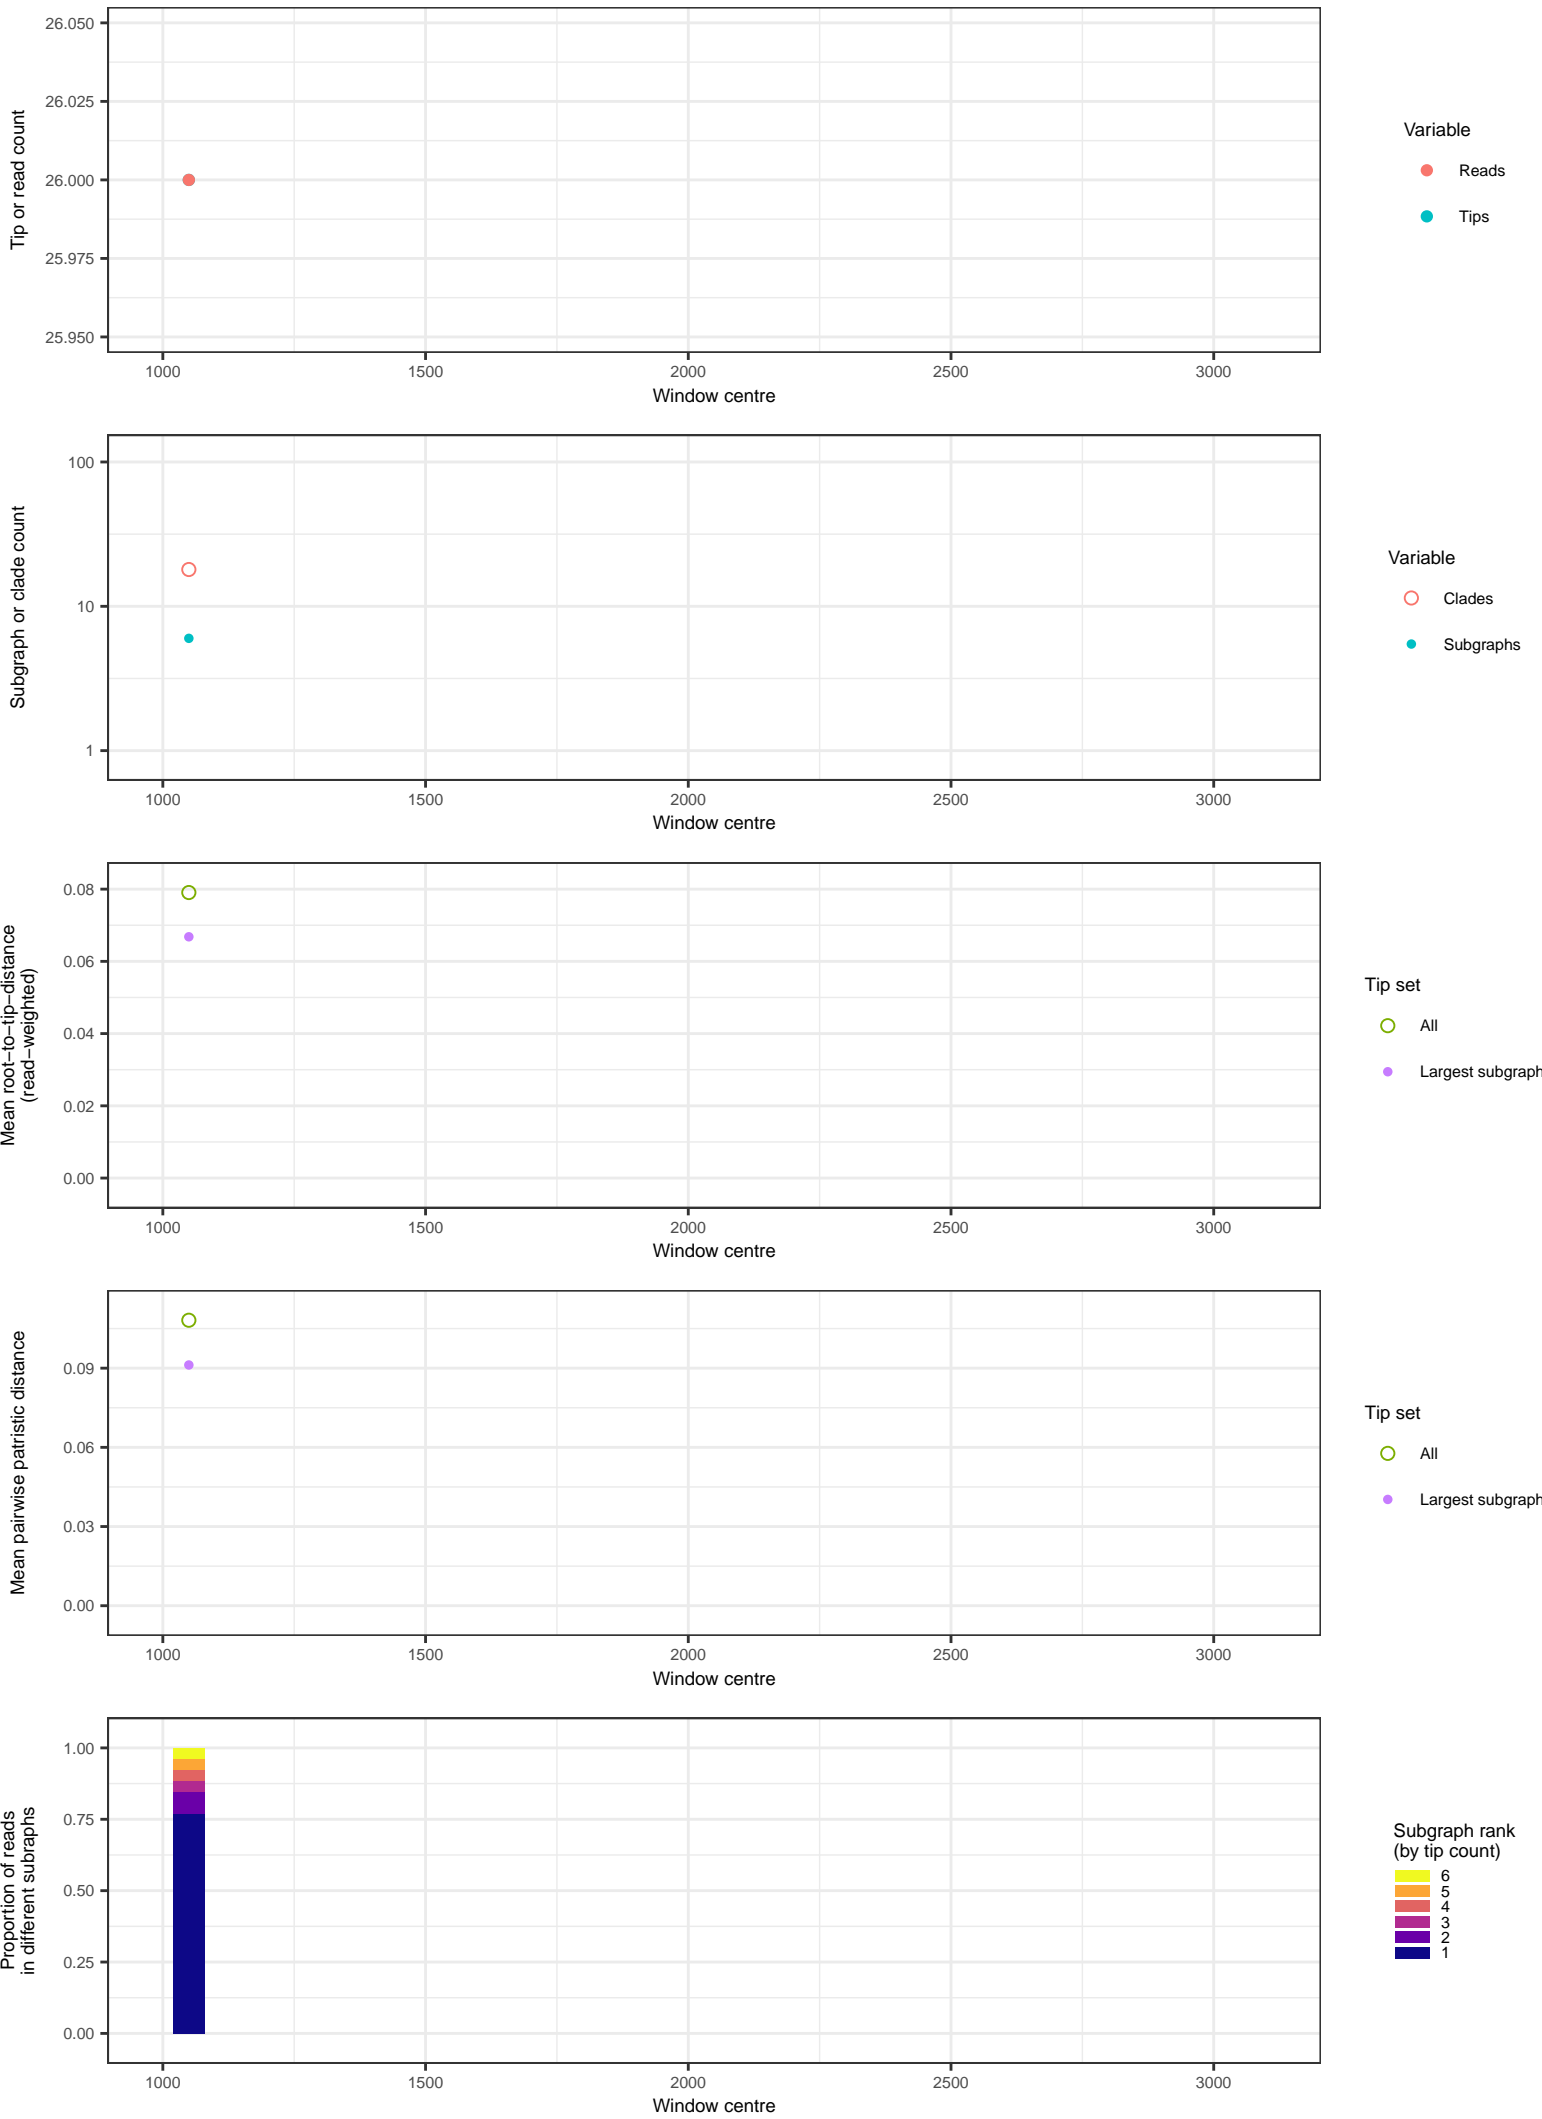 26.050
26.025
26.000
25.975
25.950
Tip or read count
1000 1500 2000 2500 3000
Window centre
Variable
Reads
Tips
100
10
1
Subgraph or clade count
1000 1500 2000 2500 3000
Window centre
Variable
Clades
Subgraphs
0.08
0.06
0.04
0.02
0.00
Mean root−to−tip−distance
(read−weighted)
1000 1500 2000 2500 3000
Window centre
Tip set
All
Largest subgraph
0.09
0.06
0.03
0.00
Mean pairwise patristic distance
1000 1500 2000 2500 3000
Window centre
Tip set
All
Largest subgraph
1.00
0.75
0.50
0.25
0.00
Proportion of reads
in different subraphs
1000 1500 2000 2500 3000
Window centre
Subgraph rank
(by tip count)
6
5
4
3
2
1